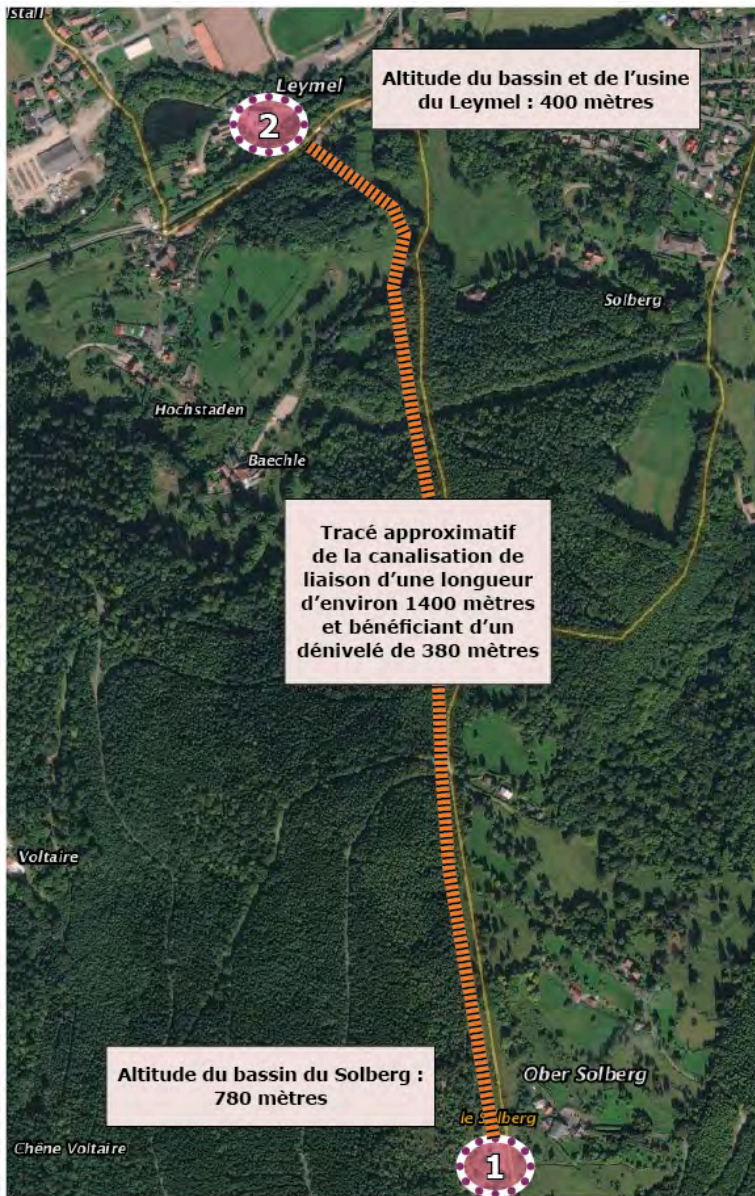 stall
Leymel
2
Altitude du bassin et de l'usine
du Leymel : 400 mètres
Solberg
Hochstaden
Baechle
Tracé approximatif
de la canalisation de
liaison d'une longueur
d'environ 1400 mètres
et bénéficiant d'un
dénivelé de 380 mètres
Voltaire
Altitude du bassin du Solberg :
780 mètres
Ober Solberg
le Solberg
Chêne Voltaire
1